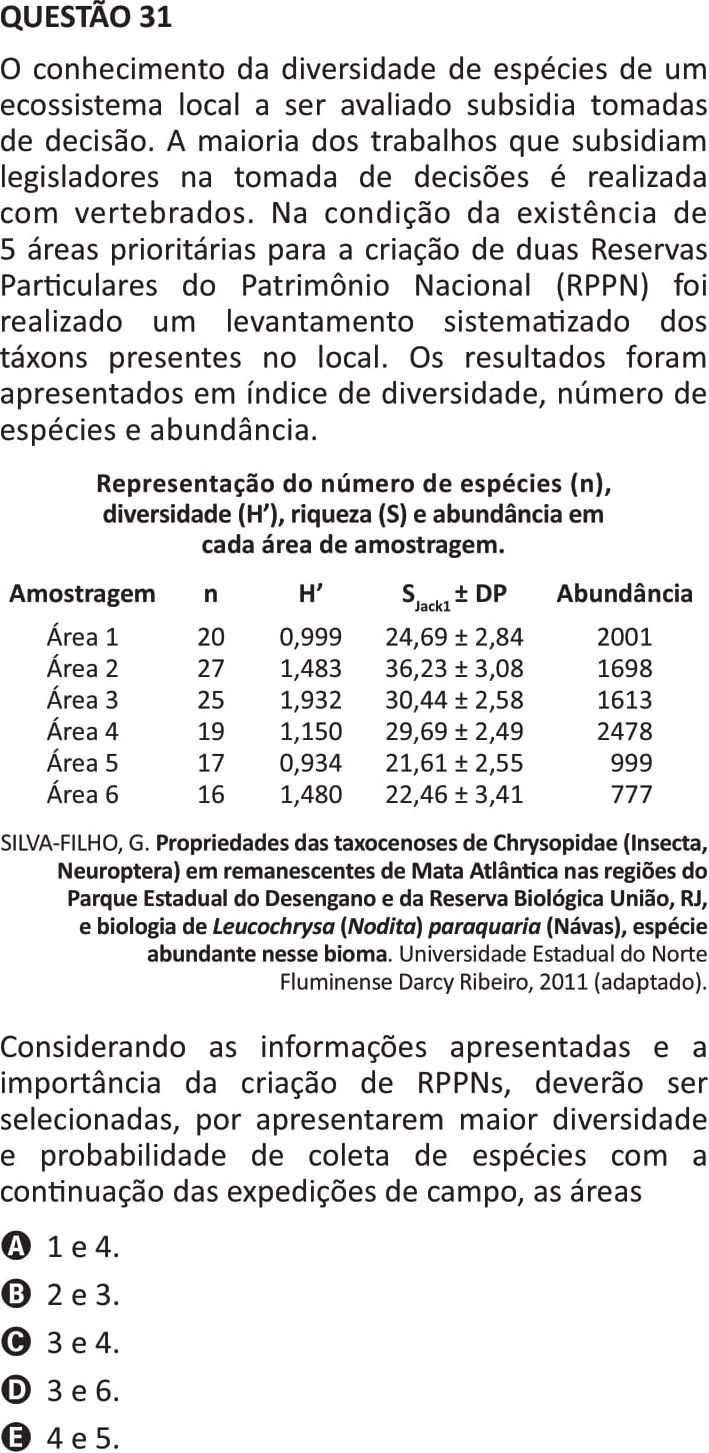 QUESTÃO 31
O conhecimento da diversidade de espécies de um
ecossistema local a ser avaliado subsidia tomadas
de decisão. A maioria dos trabalhos que subsidiam
legisladores na tomada de decisões é realizada
com vertebrados. Na condição da existência de
5 áreas prioritárias para a criação de duas Reservas
Particulares do Patrimônio Nacional (RPPN) foi
realizado um levantamento sistematizado dos
táxons presentes no local. Os resultados foram
apresentados em índice de diversidade, número de
espécies e abundância.
Representação do número de espécies (n),
diversidade (H’), riqueza (S) e abundância em
cada área de amostragem.
Amostragem n H’ S Jack1 ± DP Abundância
Área 1 20 0,999 24,69 ± 2,84 2001
Área 2 27 1,483 36,23 ± 3,08 1698
Área 3 25 1,932 30,44 ± 2,58 1613
Área 4 19 1,150 29,69 ± 2,49 2478
Área 5 17 0,934 21,61 ± 2,55 999
Área 6 16 1,480 22,46 ± 3,41 777
SILVA-FILHO, G. Propriedades das taxocenoses de Chrysopidae (Insecta,
Neuroptera) em remanescentes de Mata Atlântica nas regiões do
Parque Estadual do Desengano e da Reserva Biológica União, RJ,
e biologia de Leucochrysa (Nodita) paraquaria (Návas), espécie
abundante nesse bioma. Universidade Estadual do Norte
Fluminense Darcy Ribeiro, 2011 (adaptado).
Considerando as informações apresentadas e a
importância da criação de RPPNs, deverão ser
selecionadas, por apresentarem maior diversidade
e probabilidade de coleta de espécies com a
continuação das expedições de campo, as áreas
A 1 e 4.
B 2 e 3.
C 3 e 4.
D 3 e 6.
E 4 e 5.